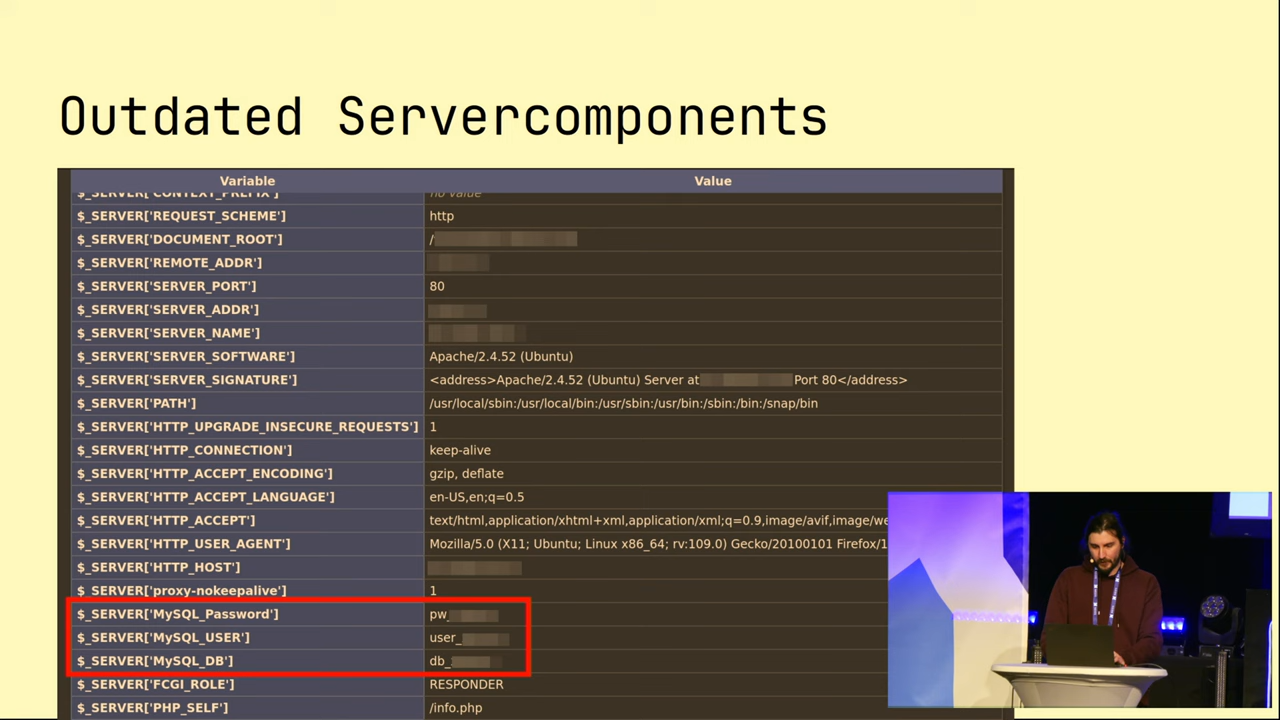 Outdated Servercomponents
Variable Value
$_SERVER['CONTEXT_PREFIX'] no value
$_SERVER['REQUEST_SCHEME'] http
$_SERVER['DOCUMENT_ROOT'] /
$_SERVER['REMOTE_ADDR']
$_SERVER['SERVER_PORT'] 80
$_SERVER['SERVER_ADDR']
$_SERVER['SERVER_NAME']
$_SERVER['SERVER_SOFTWARE'] Apache/2.4.52 (Ubuntu)
$_SERVER['SERVER_SIGNATURE'] <address>Apache/2.4.52 (Ubuntu) Server at Port 80</address>
$_SERVER['PATH'] /usr/local/sbin:/usr/local/bin:/usr/sbin:/usr/bin:/sbin:/bin:/snap/bin
$_SERVER['HTTP_UPGRADE_INSECURE_REQUESTS'] 1
$_SERVER['HTTP_CONNECTION'] keep-alive
$_SERVER['HTTP_ACCEPT_ENCODING'] gzip, deflate
$_SERVER['HTTP_ACCEPT_LANGUAGE'] en-US,en;q=0.5
$_SERVER['HTTP_ACCEPT'] text/html,application/xhtml+xml,application/xml;q=0.9,image/avif,image/we
$_SERVER['HTTP_USER_AGENT'] Mozilla/5.0 (X11; Ubuntu; Linux x86_64; rv:109.0) Gecko/20100101 Firefox/1
$_SERVER['HTTP_HOST']
$_SERVER['proxy-nokeepalive'] 1
$_SERVER['MySQL_Password'] pw_
$_SERVER['MySQL_USER'] user_
$_SERVER['MySQL_DB'] db_
$_SERVER['FCGI_ROLE'] RESPONDER
$_SERVER['PHP_SELF'] /info.php